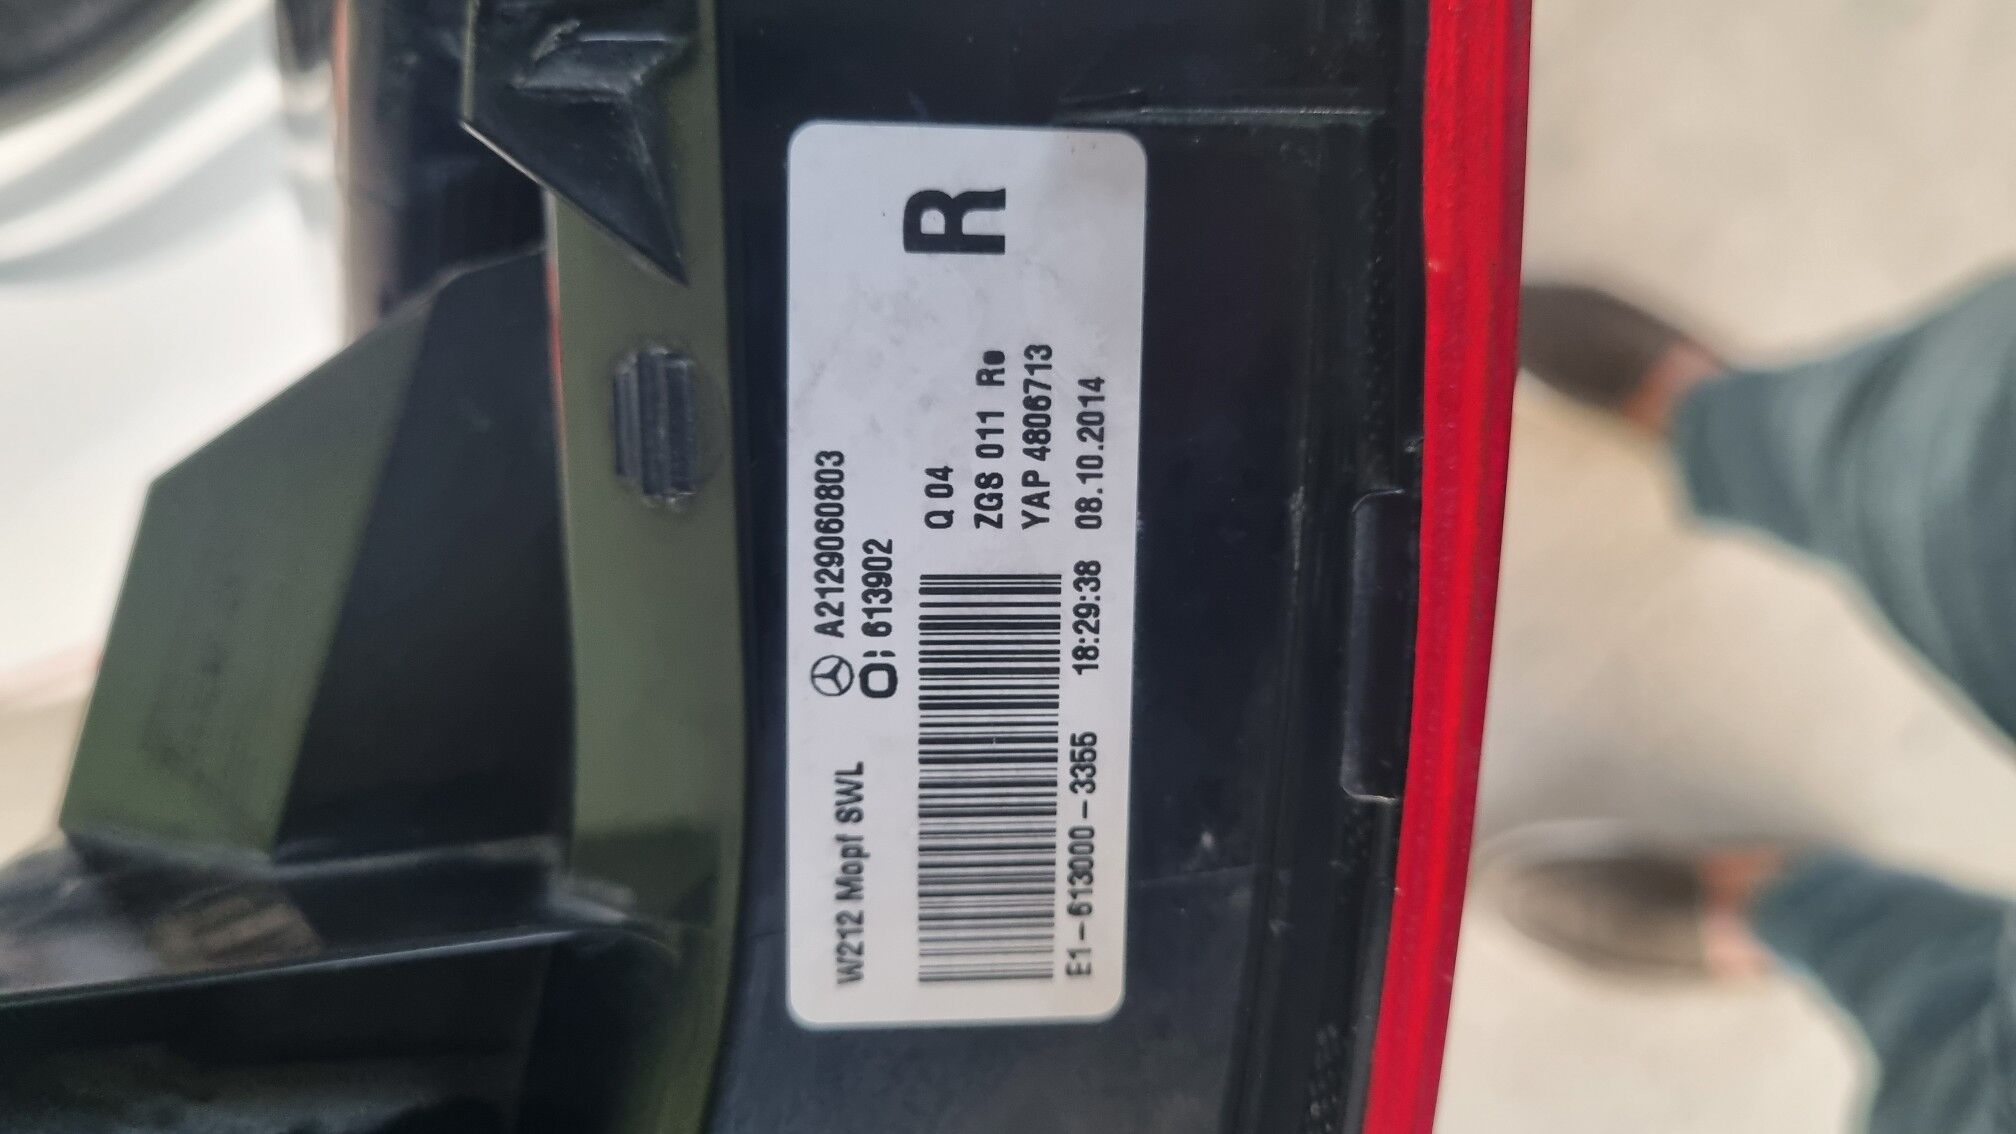 W212 Mopf SWL
A2129060803
O: 613902
R
Q 04
ZGS 011 Re
YAP 4806713
E1-613000-3355 18:29:38 08.10.2014